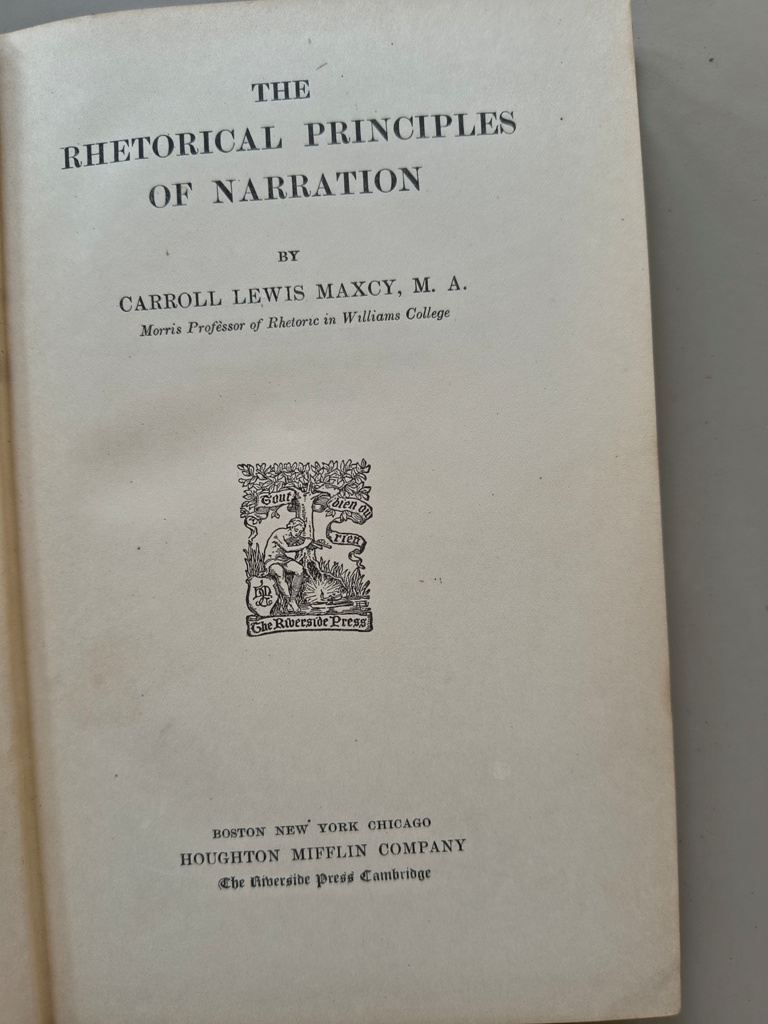 THE
RHETORICAL PRINCIPLES
OF NARRATION
BY
CARROLL LEWIS MAXCY, M. A.
Morris Professor of Rhetoric in Williams College
Tout bien ou
rien
The Riverside Press
BOSTON NEW YORK CHICAGO
HOUGHTON MIFFLIN COMPANY
The Riverside Press Cambridge